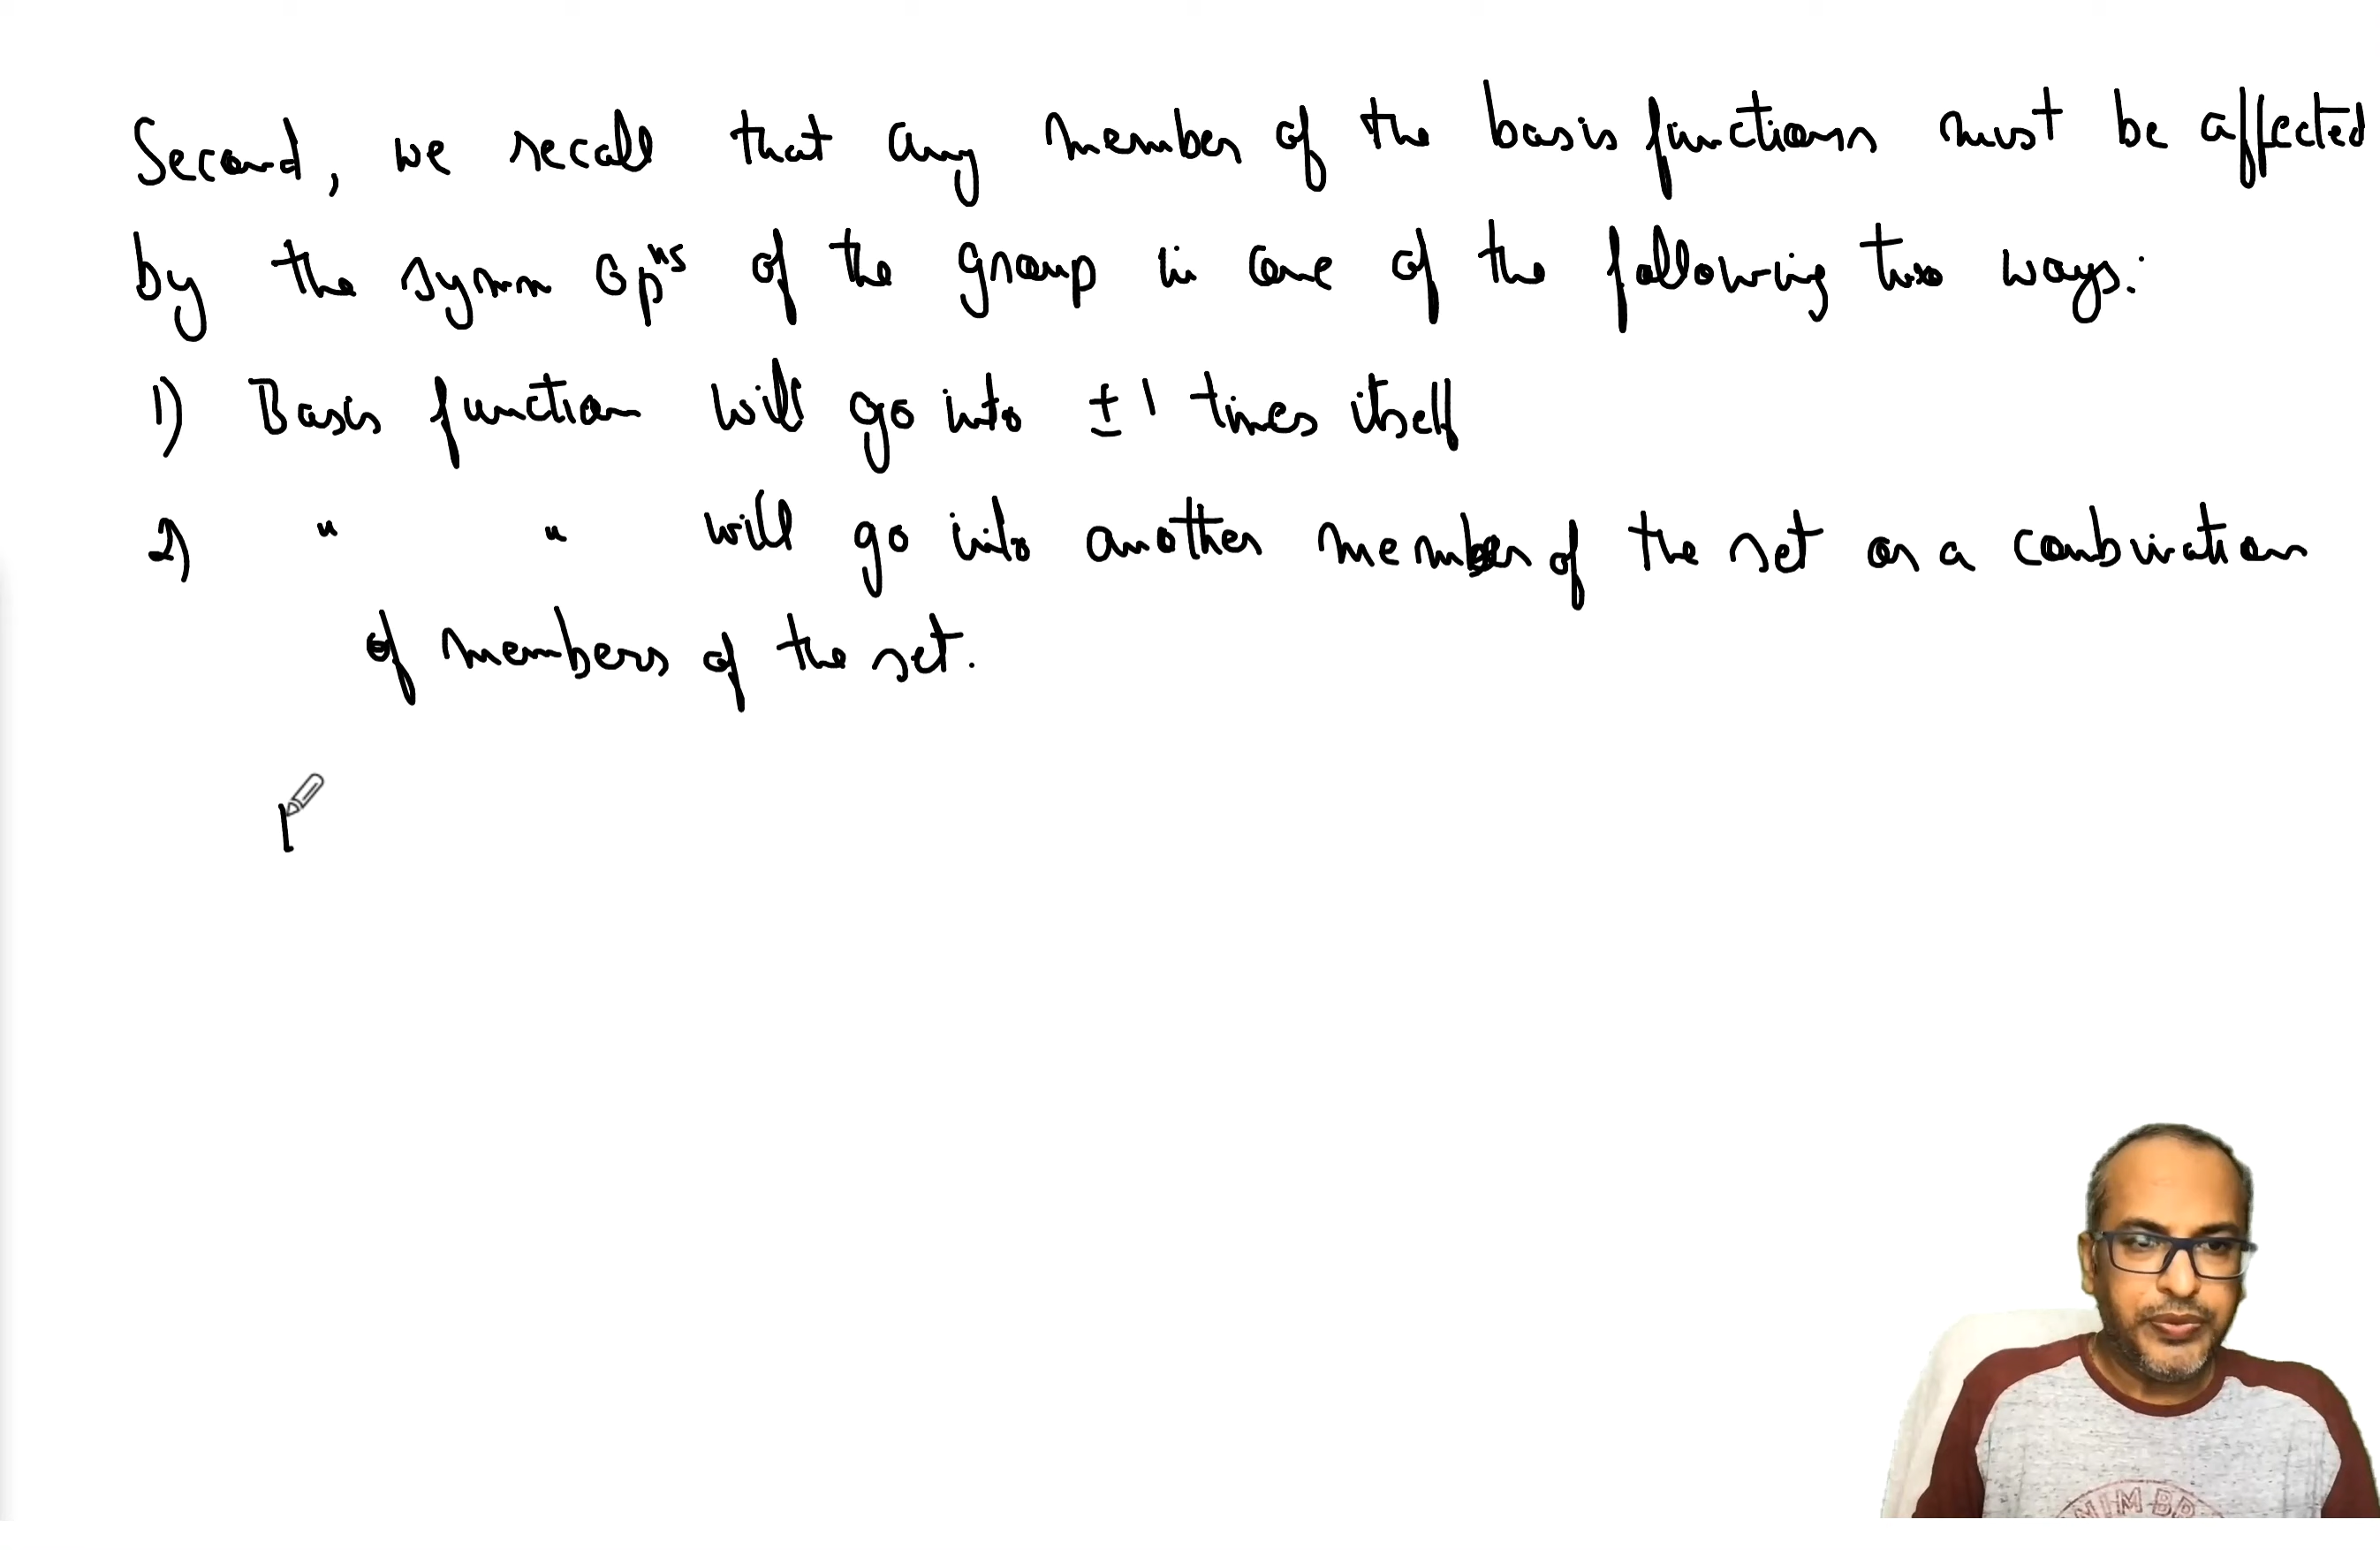 Second, we recall that any member of the basis functions must be affected
by the symm opⁿˢ of the group in one of the following two ways:
1) Basis function will go into ±1 times itself
2) " " will go into another member of the set or a combination
of members of the set.